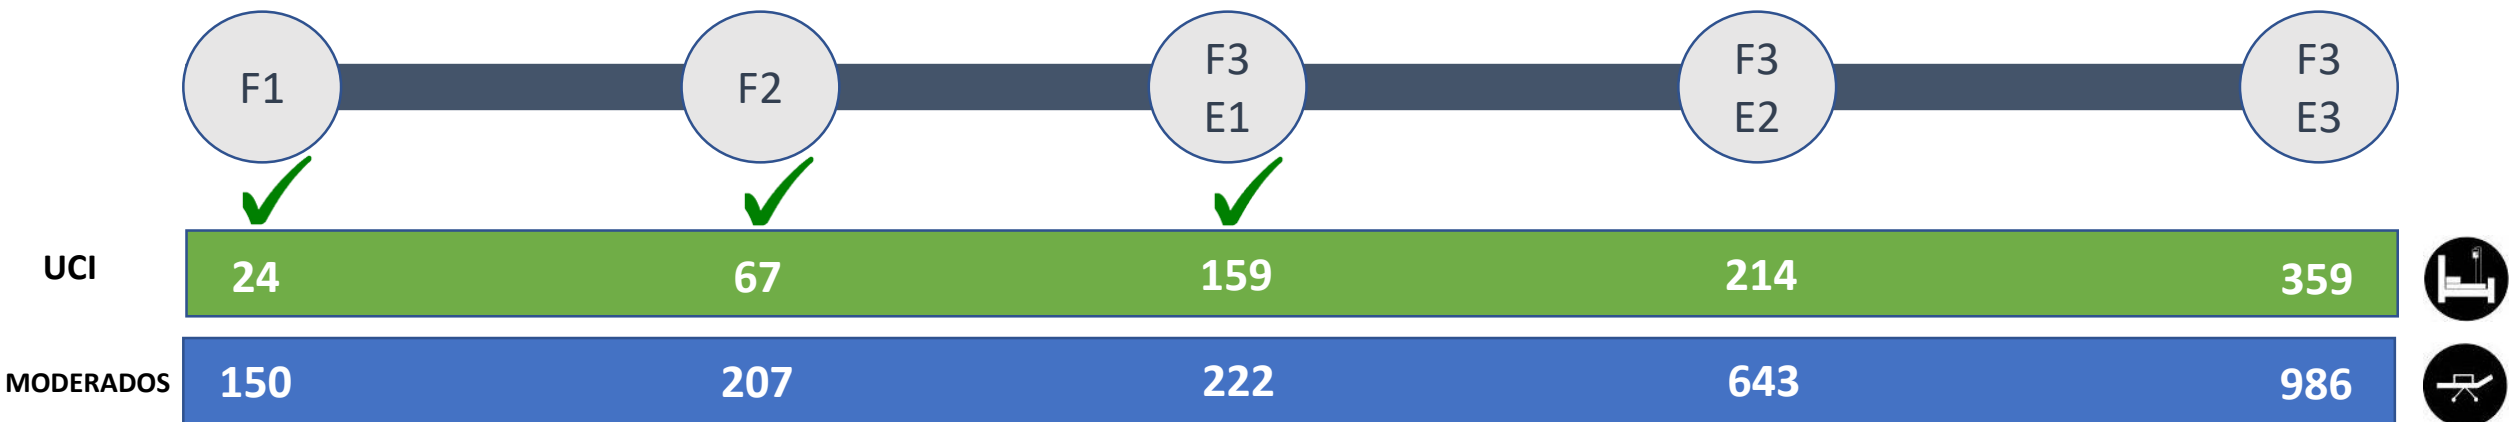 F1
F2
F3
E1
F3
E2
F3
E3
UCI 24 67 159 214 359
MODERADOS 150 207 222 643 986